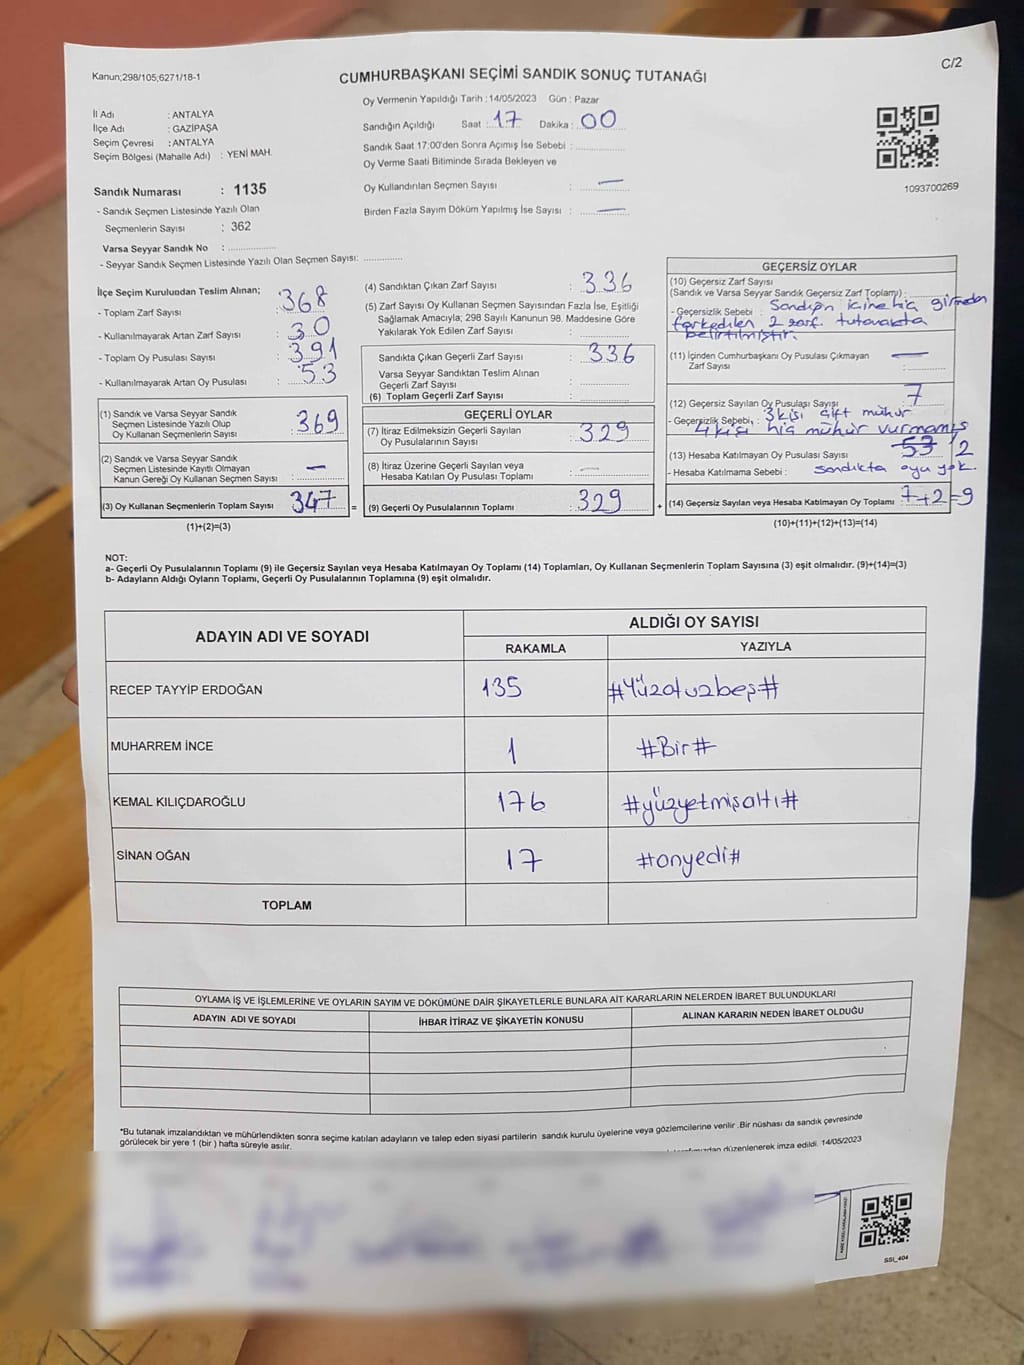 C/2
Kanun;298/105;6271/18-1
CUMHURBAŞKANI SEÇİMİ SANDIK SONUÇ TUTANAĞI
İl Adı : ANTALYA
İlçe Adı : GAZİPAŞA
Seçim Çevresi : ANTALYA
Seçim Bölgesi (Mahalle Adı) : YENİ MAH.
Sandık Numarası : 1135
- Sandık Seçmen Listesinde Yazılı Olan
Seçmenlerin Sayısı : 362
Varsa Seyyar Sandık No :
- Seyyar Sandık Seçmen Listesinde Yazılı Olan Seçmen Sayısı:
Oy Vermenin Yapıldığı Tarih :14/05/2023 Gün : Pazar
Sandığın Açıldığı Saat : 17 Dakika : 00
Sandık Saat 17:00'den Sonra Açımış İse Sebebi :
Oy Verme Saati Bitiminde Sırada Bekleyen ve
Oy Kullandırılan Seçmen Sayısı : —
Birden Fazla Sayım Döküm Yapılmış İse Sayısı : —
1093700269
İlçe Seçim Kurulundan Teslim Alınan;
- Toplam Zarf Sayısı : 368
- Kullanılmayarak Artan Zarf Sayısı : 30
- Toplam Oy Pusulası Sayısı : 391
- Kullanılmayarak Artan Oy Pusulası : 53
(1) Sandık ve Varsa Seyyar Sandık
Seçmen Listesinde Yazılı Olup
Oy Kullanan Seçmenlerin Sayısı : 369
(2) Sandık ve Varsa Seyyar Sandık
Seçmen Listesinde Kayıtlı Olmayan
Kanun Gereği Oy Kullanan Seçmen Sayısı : —
(3) Oy Kullanan Seçmenlerin Toplam Sayısı 347
(1)+(2)=(3)
(4) Sandıktan Çıkan Zarf Sayısı : 336
(5) Zarf Sayısı Oy Kullanan Seçmen Sayısından Fazla İse, Eşitliği
Sağlamak Amacıyla; 298 Sayılı Kanunun 98. Maddesine Göre
Yakılarak Yok Edilen Zarf Sayısı :
Sandıkta Çıkan Geçerli Zarf Sayısı : 336
Varsa Seyyar Sandıktan Teslim Alınan
Geçerli Zarf Sayısı :
(6) Toplam Geçerli Zarf Sayısı :
GEÇERLİ OYLAR
(7) İtiraz Edilmeksizin Geçerli Sayılan
Oy Pusulalarının Sayısı : 329
(8) İtiraz Üzerine Geçerli Sayılan veya
Hesaba Katılan Oy Pusulası Toplamı : —
= (9) Geçerli Oy Pusulalarının Toplamı : 329
GEÇERSİZ OYLAR
(10) Geçersiz Zarf Sayısı
(Sandık ve Varsa Seyyar Sandık Geçersiz Zarf Toplamı) :
- Geçersizlik Sebebi : Sandığın içine hiç girmeden
farkedilen 2 zarf. tutanakta
belirtilmiştir.
(11) İçinden Cumhurbaşkanı Oy Pusulası Çıkmayan
Zarf Sayısı : —
(12) Geçersiz Sayılan Oy Pusulası Sayısı : 7
- Geçersizlik Sebebi : 3 kişi çift mühür
4 kişi hiç mühür vurmamış
(13) Hesaba Katılmayan Oy Pusulası Sayısı : 53 2
- Hesaba Katılmama Sebebi : sandıkta oyu yok.
+ (14) Geçersiz Sayılan veya Hesaba Katılmayan Oy Toplamı : 7+2=9
(10)+(11)+(12)+(13)=(14)
NOT:
a- Geçerli Oy Pusulalarının Toplamı (9) ile Geçersiz Sayılan veya Hesaba Katılmayan Oy Toplamı (14) Toplamları, Oy Kullanan Seçmenlerin Toplam Sayısına (3) eşit olmalıdır. (9)+(14)=(3)
b- Adayların Aldığı Oyların Toplamı, Geçerli Oy Pusulalarının Toplamına (9) eşit olmalıdır.
ADAYIN ADI VE SOYADI ALDIĞI OY SAYISI
RAKAMLA YAZIYLA
RECEP TAYYİP ERDOĞAN 135 #Yüzotuzbeş#
MUHARREM İNCE 1 #Bir#
KEMAL KILIÇDAROĞLU 176 #yüzyetmişaltı#
SİNAN OĞAN 17 #onyedi#
TOPLAM
OYLAMA İŞ VE İŞLEMLERİNE VE OYLARIN SAYIM VE DÖKÜMÜNE DAİR ŞİKAYETLERLE BUNLARA AİT KARARLARIN NELERDEN İBARET BULUNDUKLARI
ADAYIN ADI VE SOYADI İHBAR İTİRAZ VE ŞİKAYETİN KONUSU ALINAN KARARIN NEDEN İBARET OLDUĞU
*Bu tutanak imzalandıktan ve mühürlendikten sonra seçime katılan adayların ve talep eden siyasi partilerin sandık kurulu üyelerine veya gözlemcilerine verilir .Bir nüshası da sandık çevresinde
görülecek bir yere 1 (bir ) hafta süreyle asılır.
düzenlenerek imza edildi. 14/05/2023
SSI_404